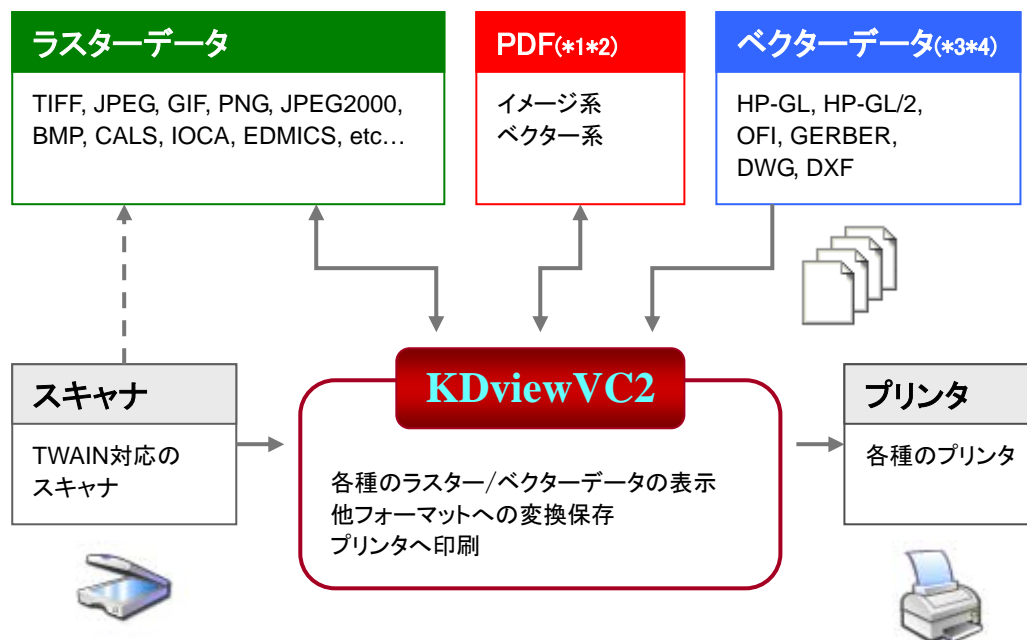 ラスターデータ
TIFF, JPEG, GIF, PNG, JPEG2000,
BMP, CALS, IOCA, EDMICS, etc…
PDF(*1*2)
イメージ系
ベクター系
ベクターデータ(*3*4)
HP-GL, HP-GL/2,
OFI, GERBER,
DWG, DXF
スキャナ
TWAIN対応の
スキャナ
KDviewVC2
各種のラスター/ベクターデータの表示
他フォーマットへの変換保存
プリンタへ印刷
プリンタ
各種のプリンタ